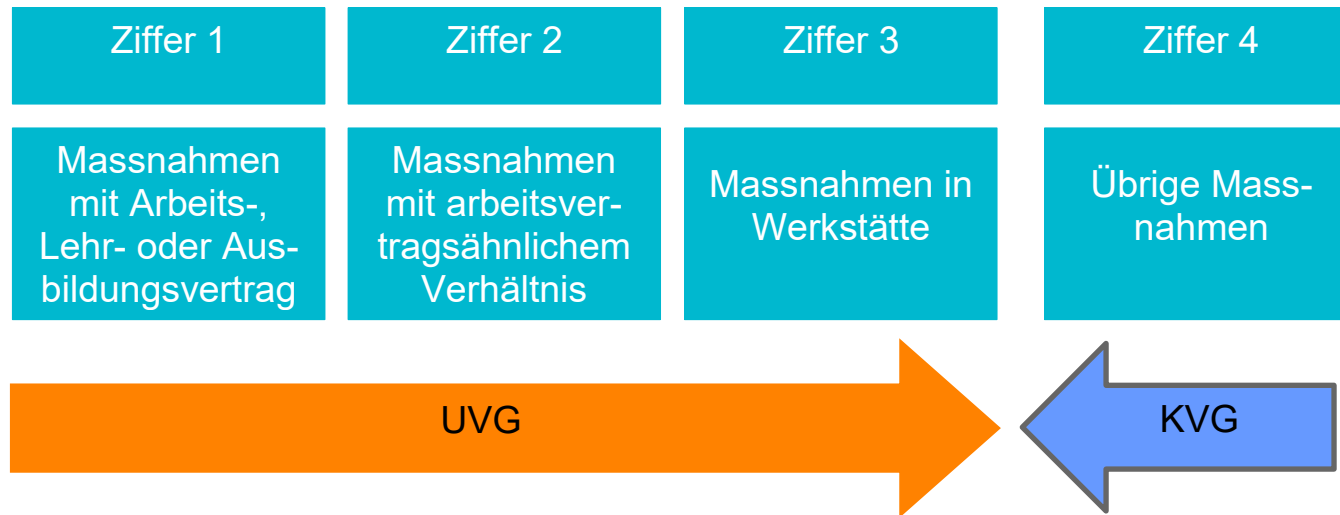 Ziffer 1
Ziffer 2
Ziffer 3
Ziffer 4
Massnahmen
mit Arbeits-,
Lehr- oder Aus-
bildungsvertrag
Massnahmen
mit arbeitsver-
tragsähnlichem
Verhältnis
Massnahmen in
Werkstätte
Übrige Mass-
nahmen
UVG
KVG